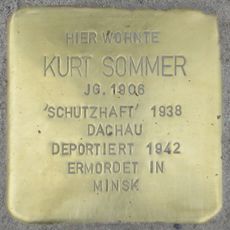 HIER WOHNTE
KURT SOMMER
JG. 1906
'SCHUTZHAFT' 1938
DACHAU
DEPORTIERT 1942
ERMORDET IN
MINSK